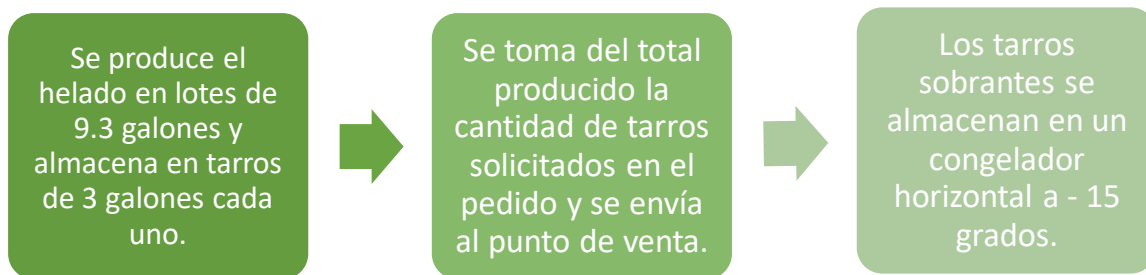 Se produce el
helado en lotes de
9.3 galones y
almacena en tarros
de 3 galones cada
uno.
Se toma del total
producido la
cantidad de tarros
solicitados en el
pedido y se envía
al punto de venta.
Los tarros
sobrantes se
almacenan en un
congelador
horizontal a - 15
grados.